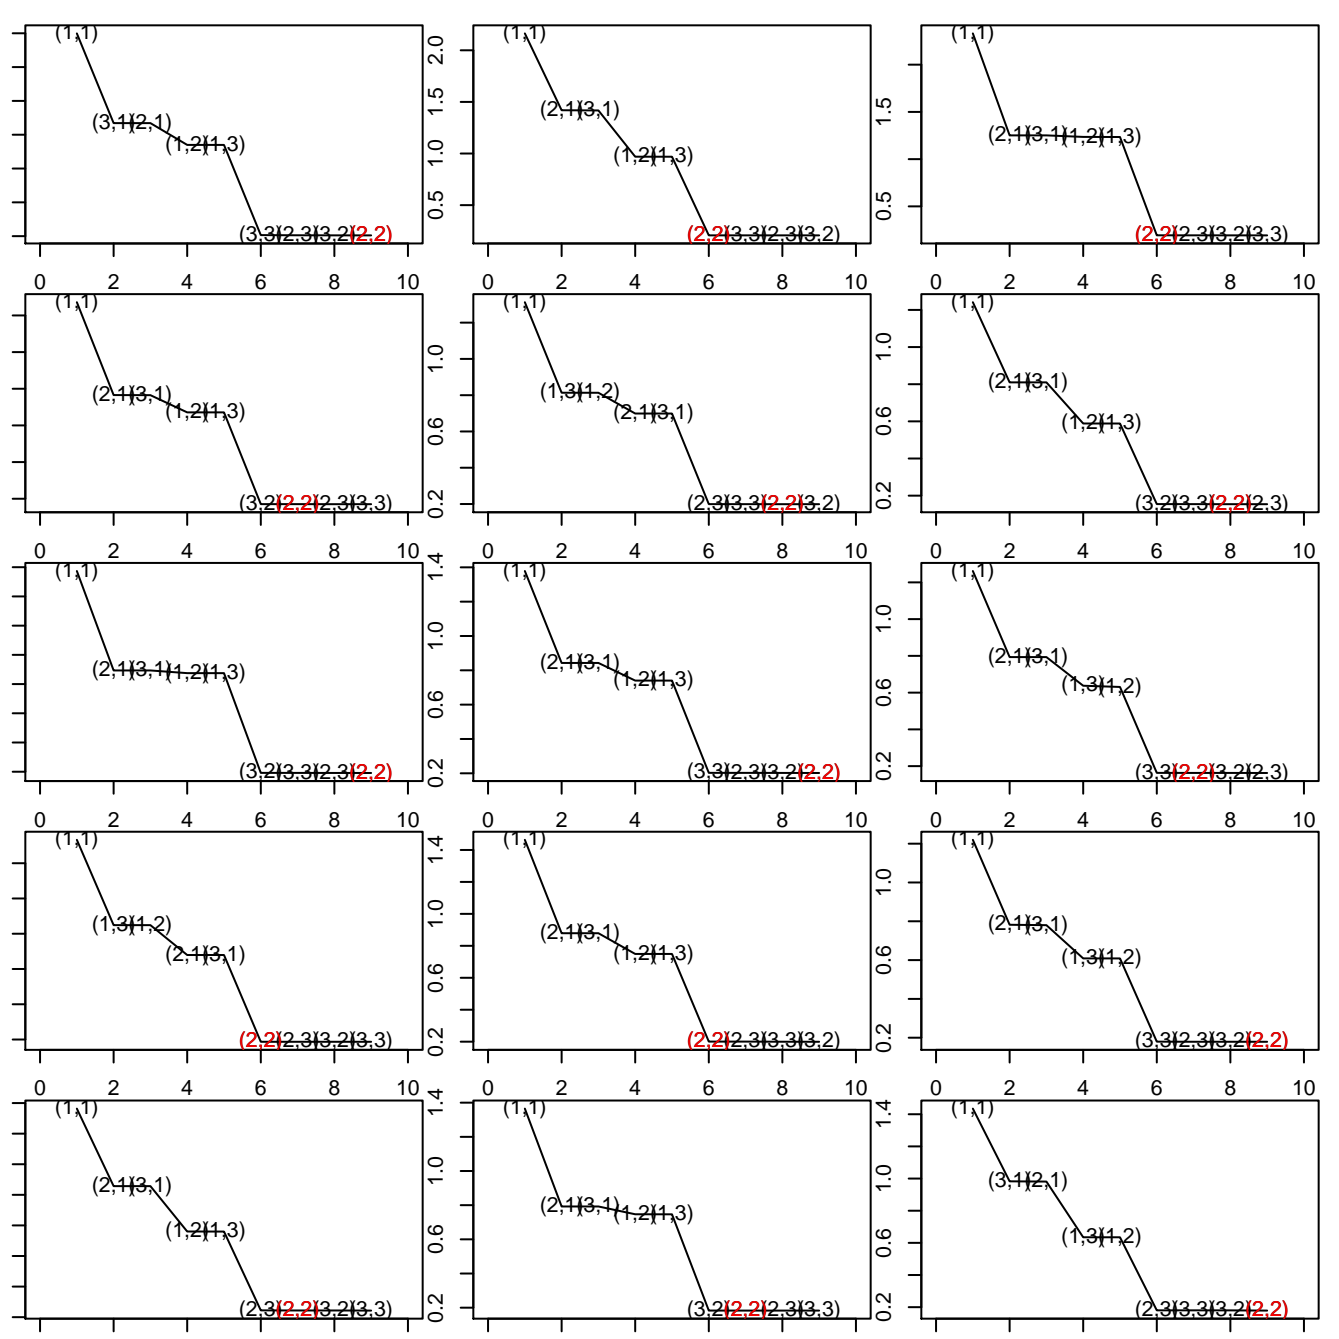 (1,1)
(3,1) (2,1)
(1,2) (1,3)
(3,3) (2,3) (3,2) (2,2)
2.0
1.5
1.0
0.5
(1,1)
(2,1) (3,1)
(1,2) (1,3)
(2,2) (3,3) (2,3) (3,2)
1.5
0.5
(1,1)
(2,1) (3,1) (1,2) (1,3)
(2,2) (2,3) (3,2) (3,3)
0 2 4 6 8 10
0 2 4 6 8 10
0 2 4 6 8 10
(1,1)
(2,1) (3,1)
(1,2) (1,3)
(3,2) (2,2) (2,3) (3,3)
1.0
0.6
0.2
(1,1)
(1,3) (1,2)
(2,1) (3,1)
(2,3) (3,3) (2,2) (3,2)
1.0
0.6
0.2
(1,1)
(2,1) (3,1)
(1,2) (1,3)
(3,2) (3,3) (2,2) (2,3)
0 2 4 6 8 10
0 2 4 6 8 10
0 2 4 6 8 10
(1,1)
(2,1) (3,1) (1,2) (1,3)
(3,2) (3,3) (2,3) (2,2)
1.4
1.0
0.6
0.2
(1,1)
(2,1) (3,1)
(1,2) (1,3)
(3,3) (2,3) (3,2) (2,2)
1.0
0.6
0.2
(1,1)
(2,1) (3,1)
(1,3) (1,2)
(3,3) (2,2) (3,2) (2,3)
0 2 4 6 8 10
0 2 4 6 8 10
0 2 4 6 8 10
(1,1)
(1,3) (1,2)
(2,1) (3,1)
(2,2) (2,3) (3,2) (3,3)
1.4
1.0
0.6
0.2
(1,1)
(2,1) (3,1)
(1,2) (1,3)
(2,2) (2,3) (3,3) (3,2)
1.0
0.6
0.2
(1,1)
(2,1) (3,1)
(1,3) (1,2)
(3,3) (2,3) (3,2) (2,2)
0 2 4 6 8 10
0 2 4 6 8 10
0 2 4 6 8 10
(1,1)
(2,1) (3,1)
(1,2) (1,3)
(2,3) (2,2) (3,2) (3,3)
1.4
1.0
0.6
0.2
(1,1)
(2,1) (3,1)
(1,2) (1,3)
(3,2) (2,2) (2,3) (3,3)
1.4
1.0
0.6
0.2
(1,1)
(3,1) (2,1)
(1,3) (1,2)
(2,3) (3,3) (3,2) (2,2)